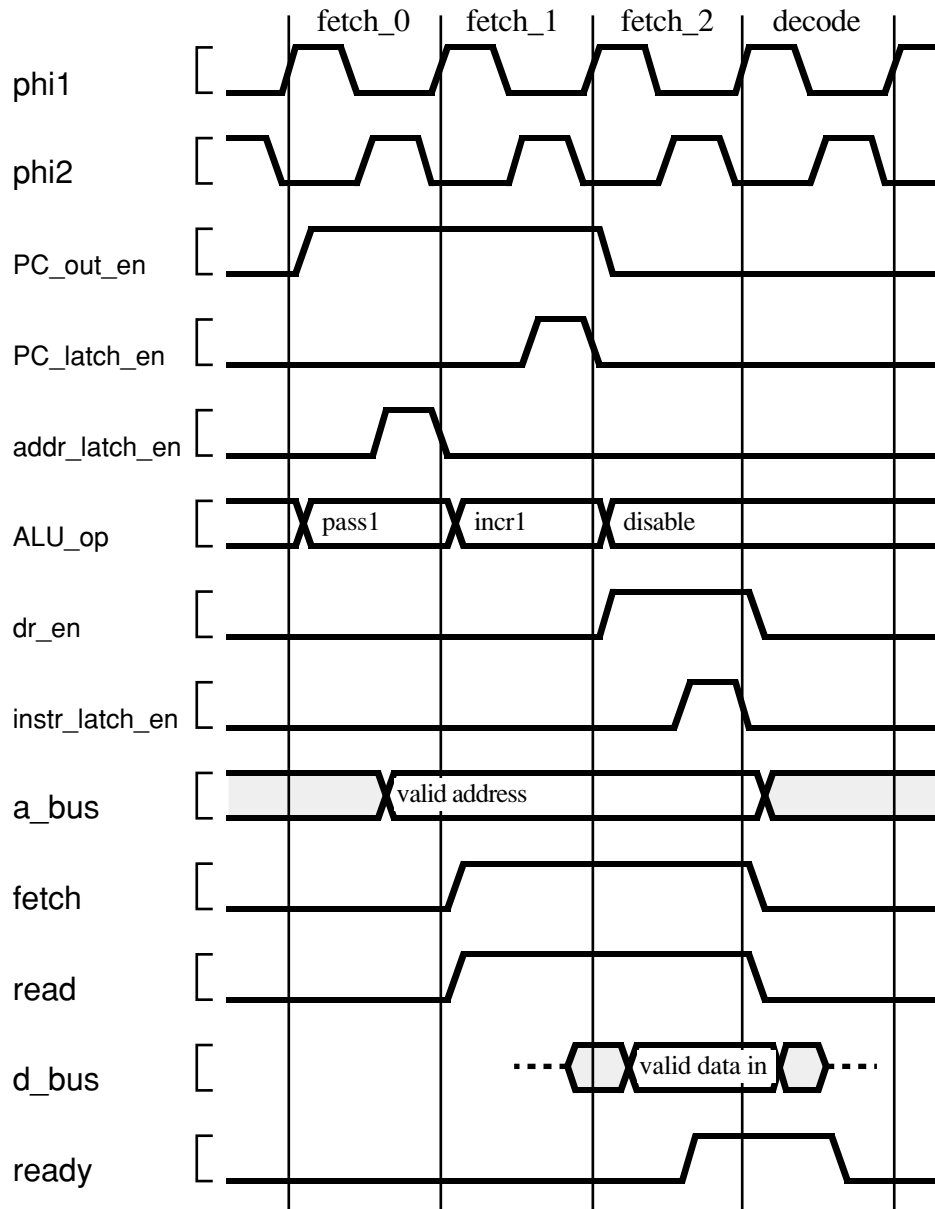 fetch_0 fetch_1 fetch_2 decode
phi1
phi2
PC_out_en
PC_latch_en
addr_latch_en
ALU_op pass1 incr1 disable
dr_en
instr_latch_en
a_bus valid address
fetch
read
d_bus valid data in
ready